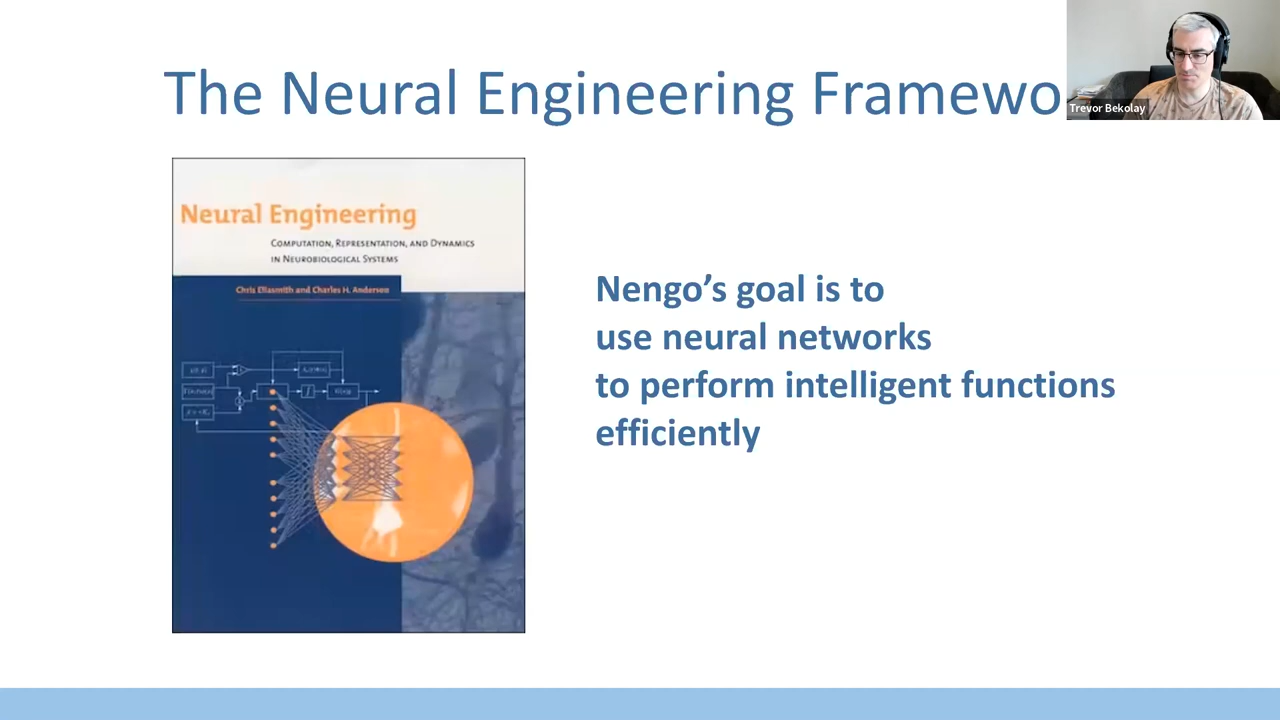 The Neural Engineering Framewo
Trevor Bekolay
Neural Engineering
Computation, Representation, and Dynamics
in Neurobiological Systems
Chris Eliasmith and Charles H. Anderson
Nengo’s goal is to
use neural networks
to perform intelligent functions
efficiently